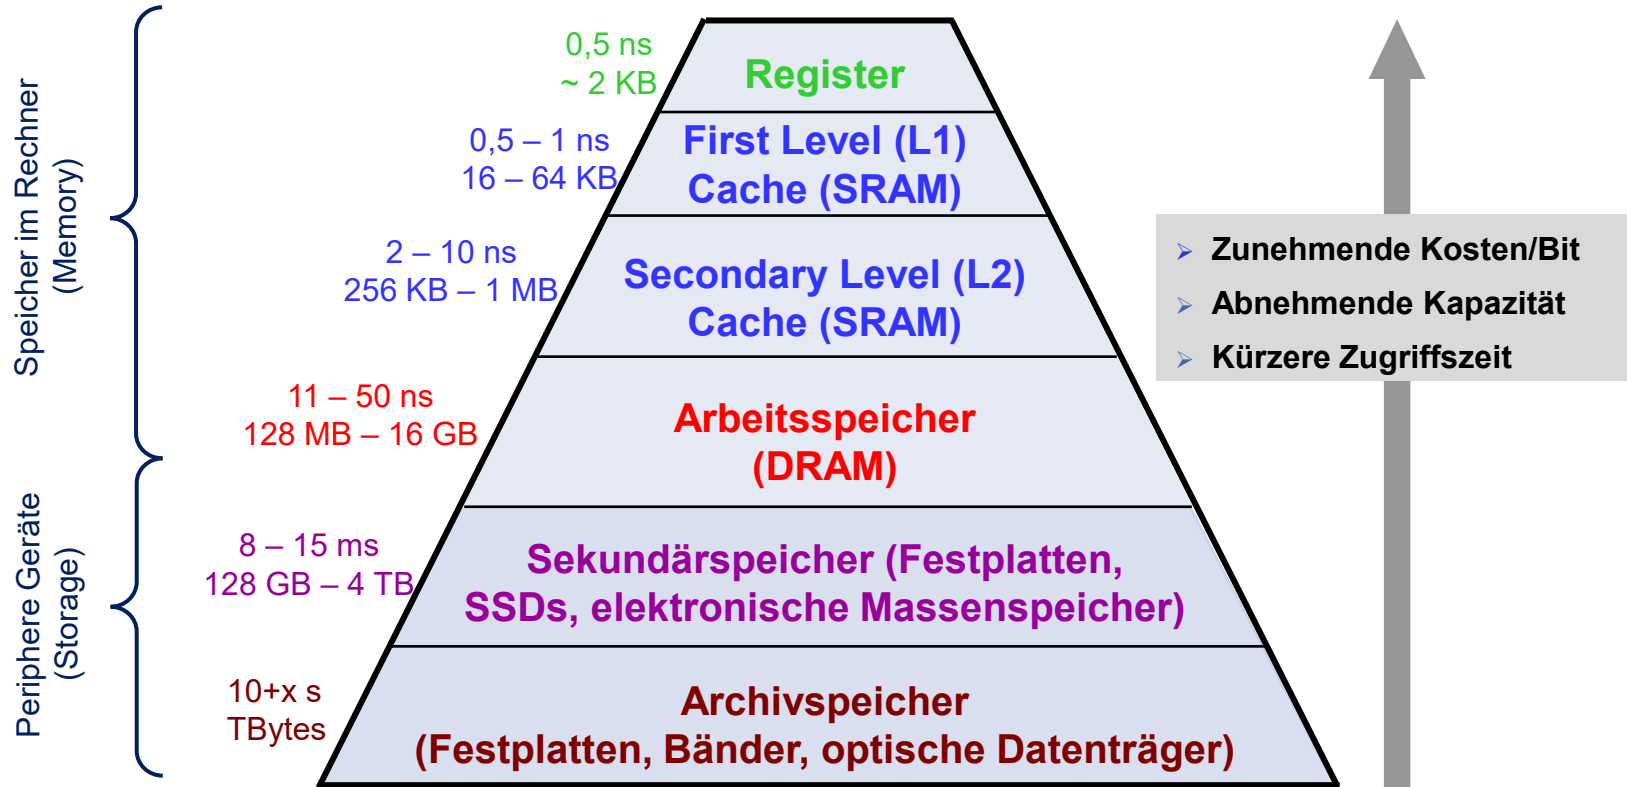 Speicher im Rechner
(Memory)
Periphere Geräte
(Storage)
0,5 ns
~ 2 KB
Register
0,5 – 1 ns
16 – 64 KB
First Level (L1)
Cache (SRAM)
2 – 10 ns
256 KB – 1 MB
Secondary Level (L2)
Cache (SRAM)
11 – 50 ns
128 MB – 16 GB
Arbeitsspeicher
(DRAM)
8 – 15 ms
128 GB – 4 TB
Sekundärspeicher (Festplatten,
SSDs, elektronische Massenspeicher)
10+x s
TBytes
Archivspeicher
(Festplatten, Bänder, optische Datenträger)
Zunehmende Kosten/Bit
Abnehmende Kapazität
Kürzere Zugriffszeit